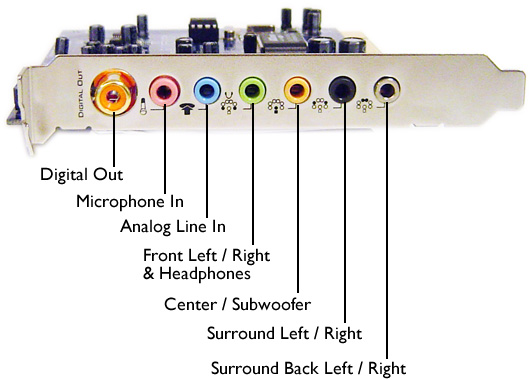 DIGITAL OUT
Digital Out
Microphone In
Analog Line In
Front Left / Right
& Headphones
Center / Subwoofer
Surround Left / Right
Surround Back Left / Right